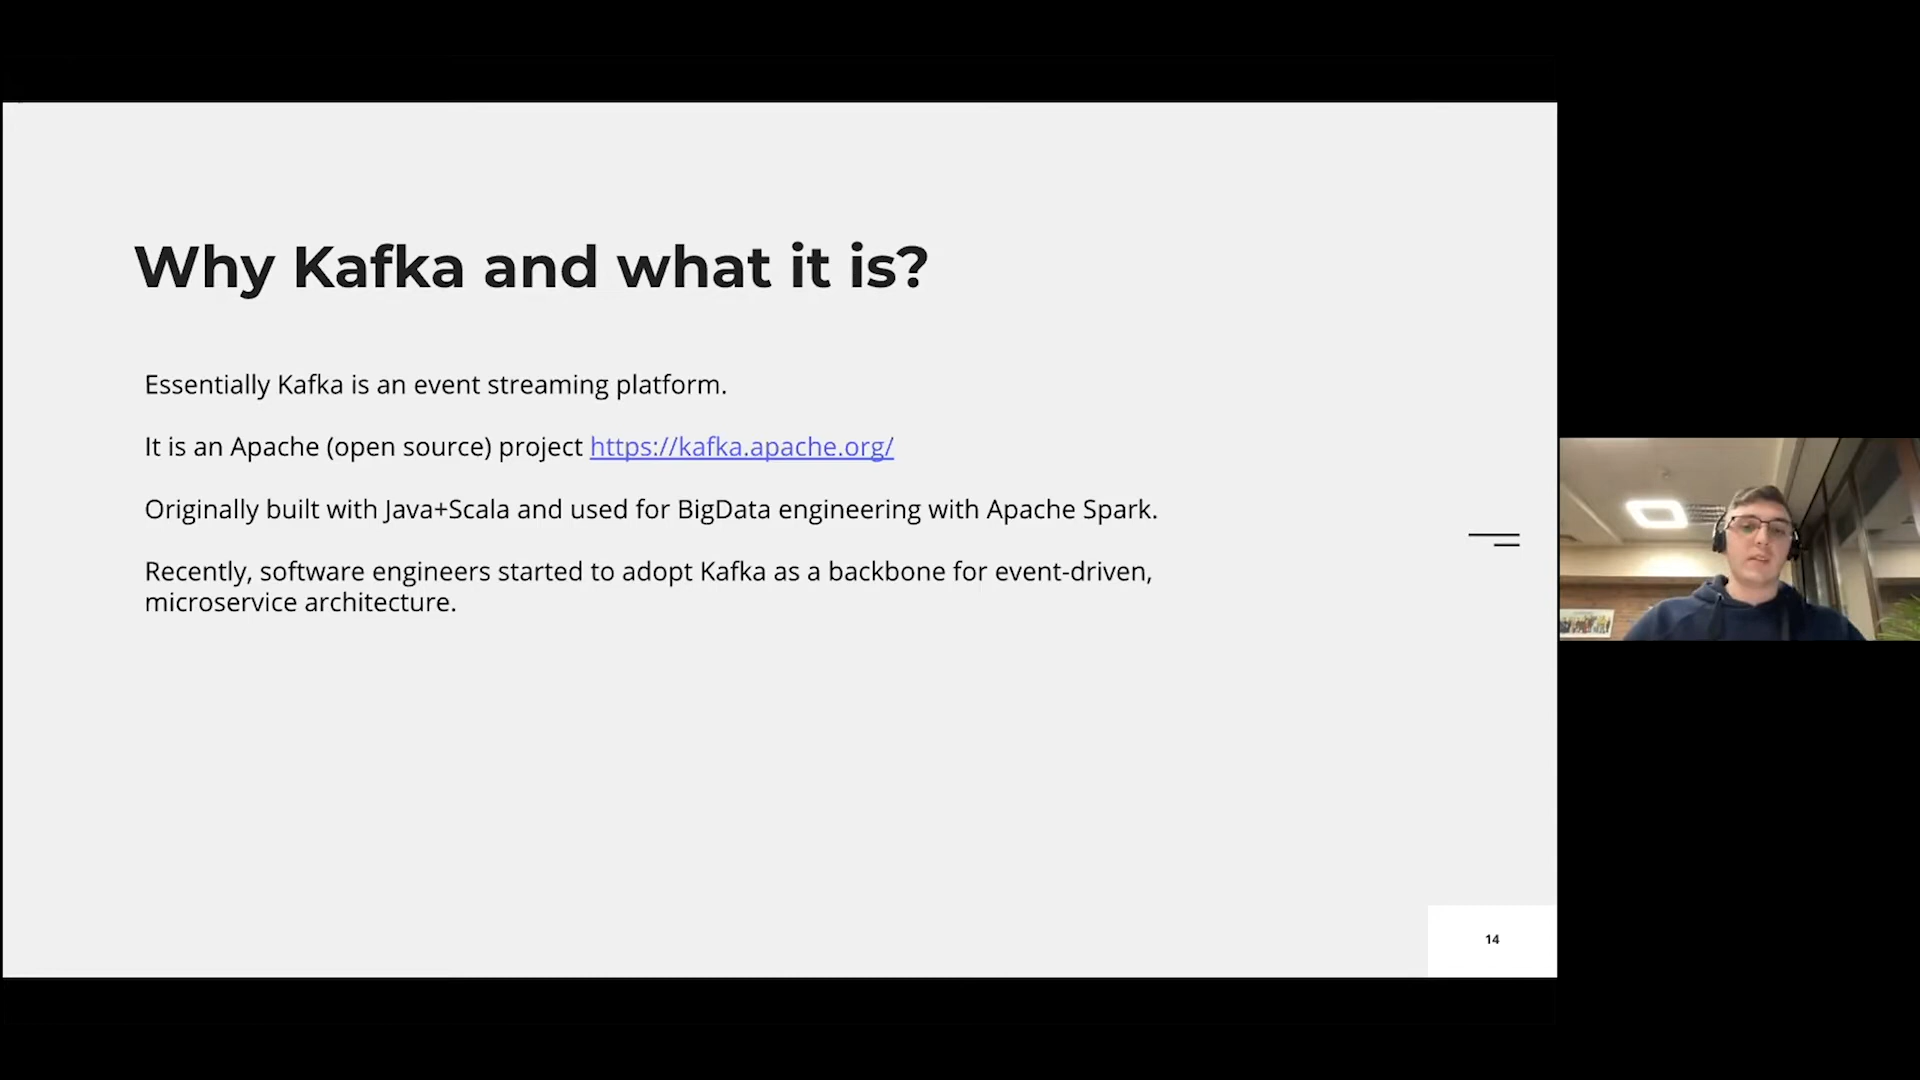 Why Kafka and what it is?
Essentially Kafka is an event streaming platform.
It is an Apache (open source) project https://kafka.apache.org/
Originally built with Java+Scala and used for BigData engineering with Apache Spark.
Recently, software engineers started to adopt Kafka as a backbone for event-driven,
microservice architecture.
14